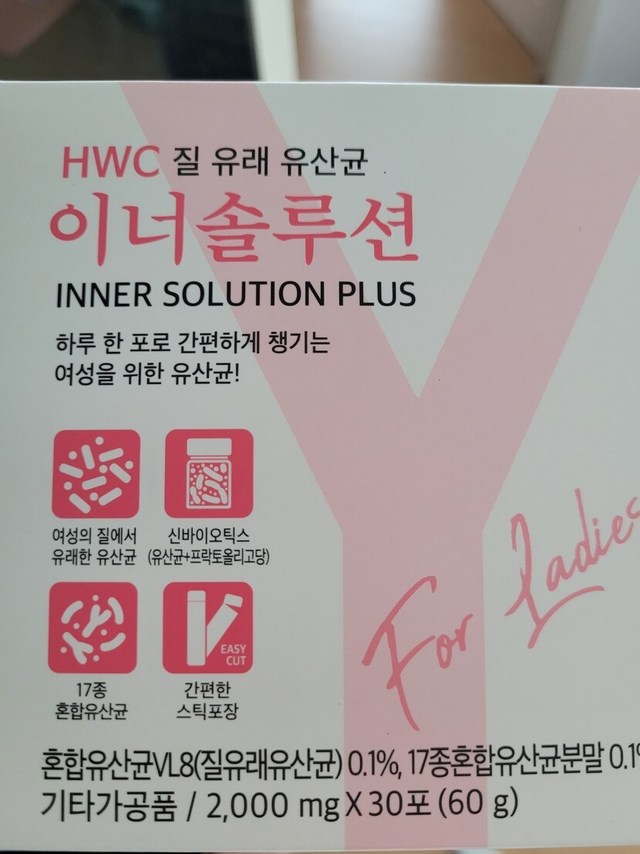 HWC 질 유래 유산균
이너솔루션
INNER SOLUTION PLUS
하루 한 포로 간편하게 챙기는
여성을 위한 유산균!
여성의 질에서
유래한 유산균
신바이오틱스
(유산균+프락토올리고당)
EASY
CUT
17종
혼합유산균
간편한
스틱포장
For Ladies
혼합유산균VL8(질유래유산균) 0.1%, 17종혼합유산균분말 0.1%
기타가공품 / 2,000 mg X 30포 (60 g)